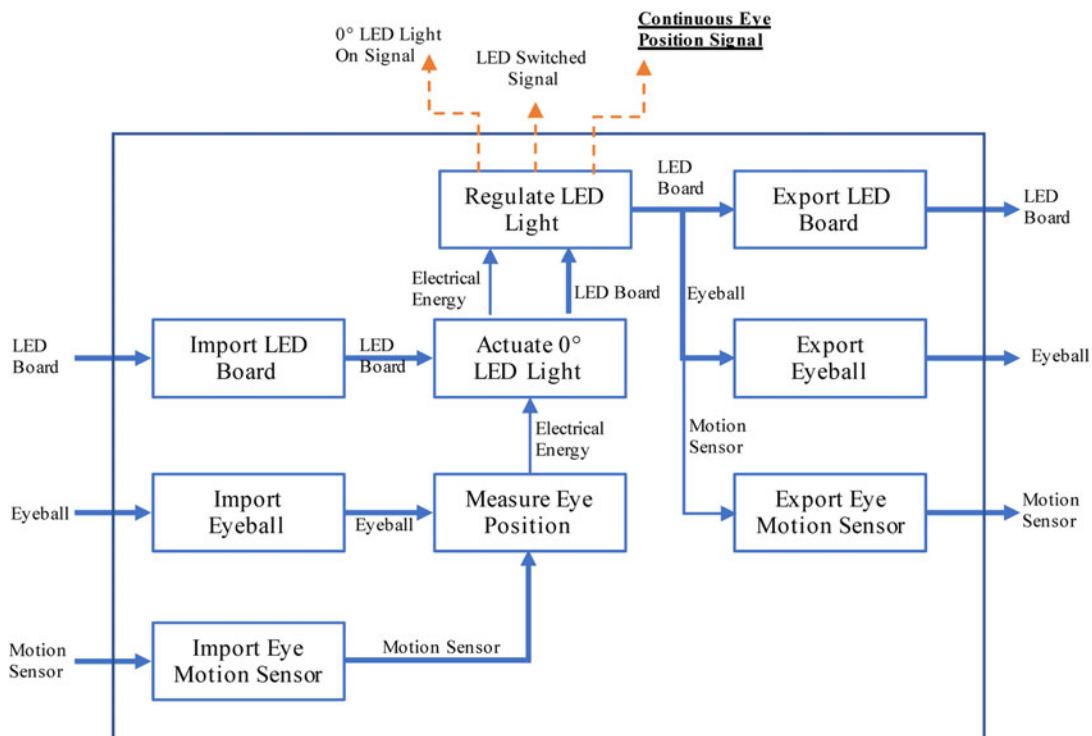 0° LED Light
On Signal
LED Switched
Signal
Continuous Eye
Position Signal
Regulate LED
Light
LED
Board
Export LED
Board
LED
Board
Electrical
Energy
LED Board
Eyeball
LED
Board
Import LED
Board
LED
Board
Actuate 0°
LED Light
Export
Eyeball
Eyeball
Electrical
Energy
Motion
Sensor
Eyeball
Import
Eyeball
Eyeball
Measure Eye
Position
Export Eye
Motion Sensor
Motion
Sensor
Motion
Sensor
Import Eye
Motion Sensor
Motion Sensor